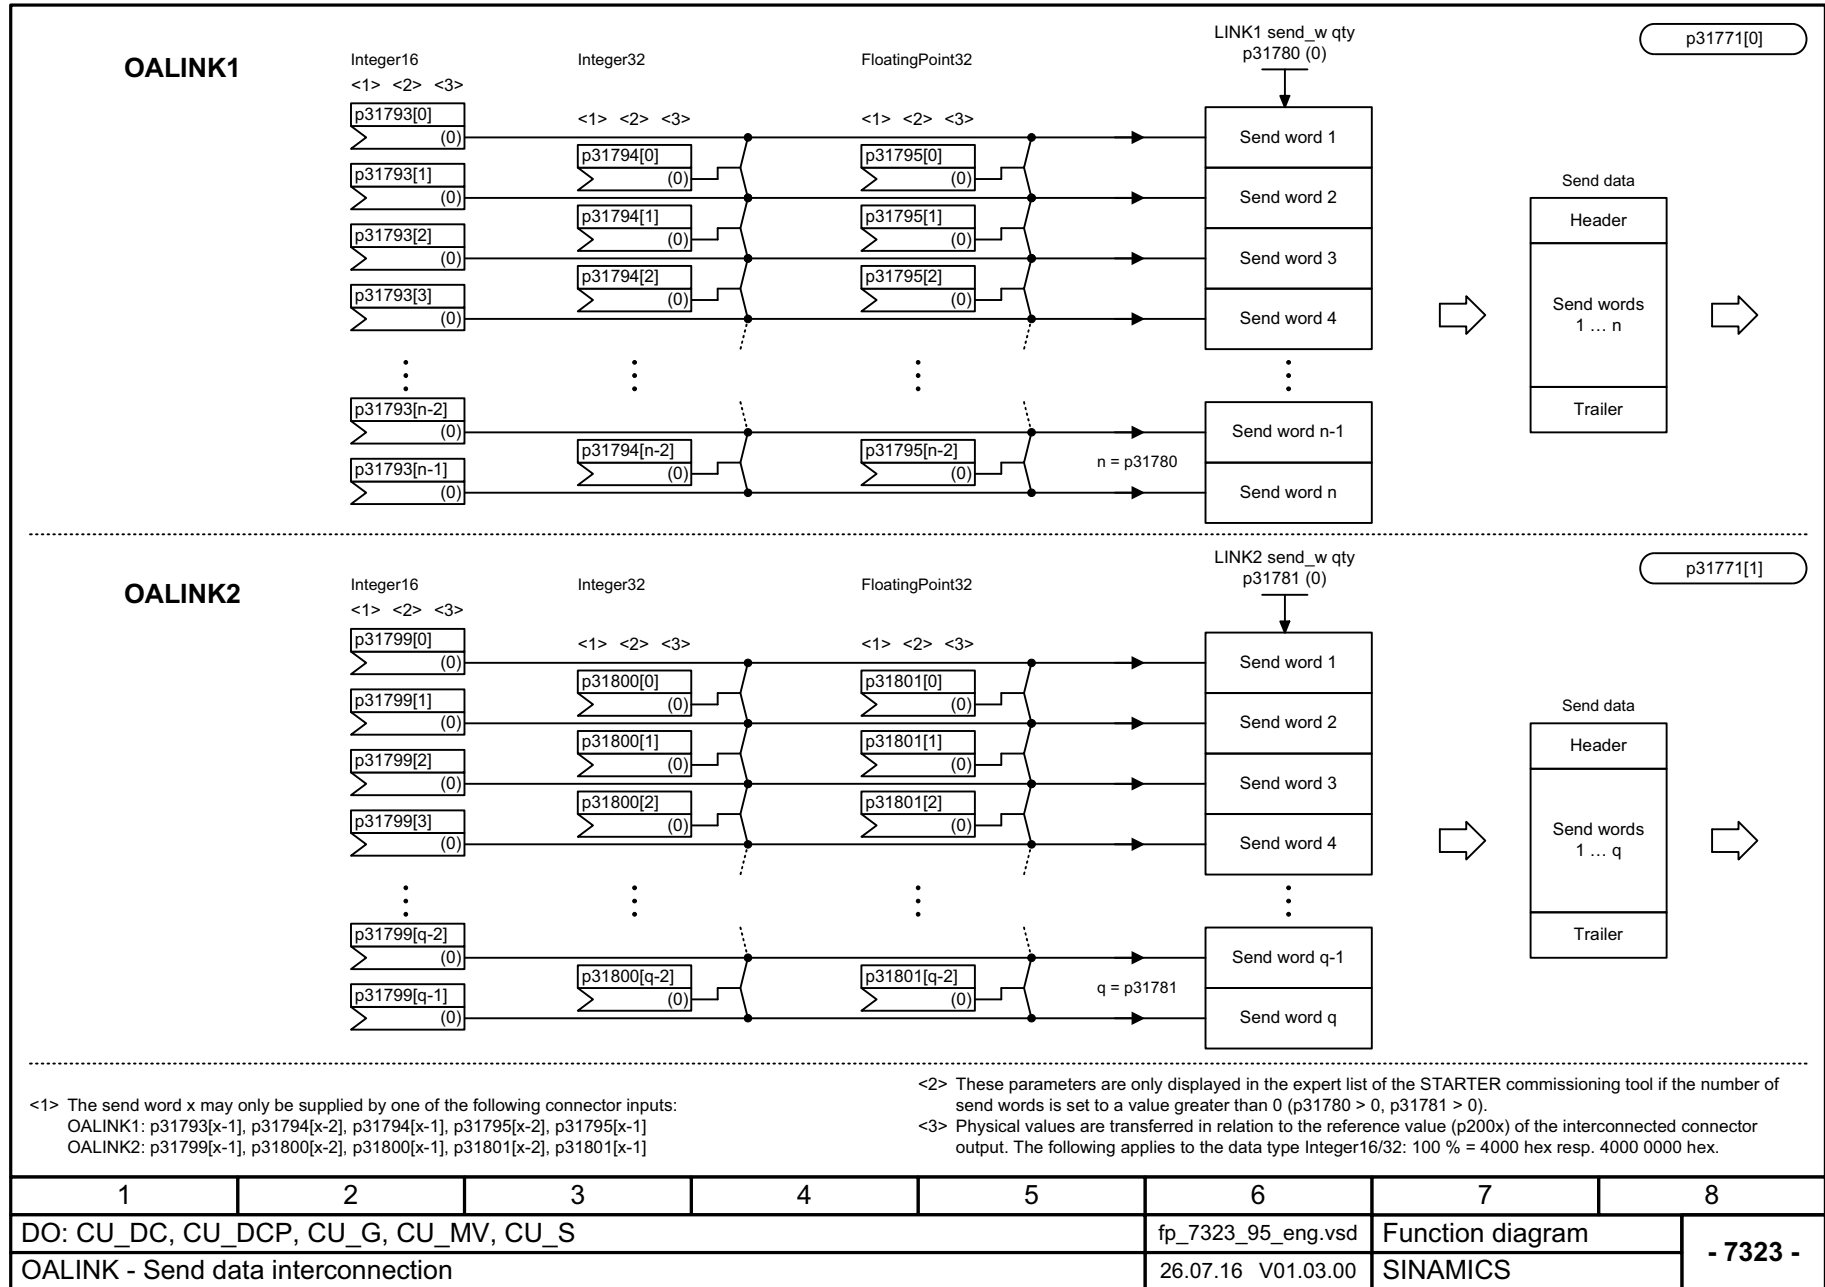 OALINK1
Integer16
Integer32
FloatingPoint32
LINK1 send_w qty
p31780 (0)
p31771[0]
<1> <2> <3>
<1> <2> <3>
<1> <2> <3>
p31793[0]
(0)
Send word 1
p31794[0]
(0)
p31795[0]
(0)
p31793[1]
(0)
Send word 2
p31794[1]
(0)
p31795[1]
(0)
p31793[2]
(0)
Send word 3
p31794[2]
(0)
p31795[2]
(0)
p31793[3]
(0)
Send word 4
Send data
Header
Send words
1 … n
Trailer
p31793[n-2]
(0)
Send word n-1
p31794[n-2]
(0)
p31795[n-2]
(0)
n = p31780
p31793[n-1]
(0)
Send word n
OALINK2
Integer16
Integer32
FloatingPoint32
LINK2 send_w qty
p31781 (0)
p31771[1]
<1> <2> <3>
<1> <2> <3>
<1> <2> <3>
p31799[0]
(0)
Send word 1
p31800[0]
(0)
p31801[0]
(0)
p31799[1]
(0)
Send word 2
p31800[1]
(0)
p31801[1]
(0)
p31799[2]
(0)
Send word 3
p31800[2]
(0)
p31801[2]
(0)
p31799[3]
(0)
Send word 4
Send data
Header
Send words
1 … q
Trailer
p31799[q-2]
(0)
Send word q-1
p31800[q-2]
(0)
p31801[q-2]
(0)
q = p31781
p31799[q-1]
(0)
Send word q
<1> The send word x may only be supplied by one of the following connector inputs:
OALINK1: p31793[x-1], p31794[x-2], p31794[x-1], p31795[x-2], p31795[x-1]
OALINK2: p31799[x-1], p31800[x-2], p31800[x-1], p31801[x-2], p31801[x-1]
<2> These parameters are only displayed in the expert list of the STARTER commissioning tool if the number of
send words is set to a value greater than 0 (p31780 > 0, p31781 > 0).
<3> Physical values are transferred in relation to the reference value (p200x) of the interconnected connector
output. The following applies to the data type Integer16/32: 100 % = 4000 hex resp. 4000 0000 hex.
1 2 3 4 5 6 7 8
DO: CU_DC, CU_DCP, CU_G, CU_MV, CU_S
fp_7323_95_eng.vsd
Function diagram
- 7323 -
OALINK - Send data interconnection
26.07.16 V01.03.00
SINAMICS